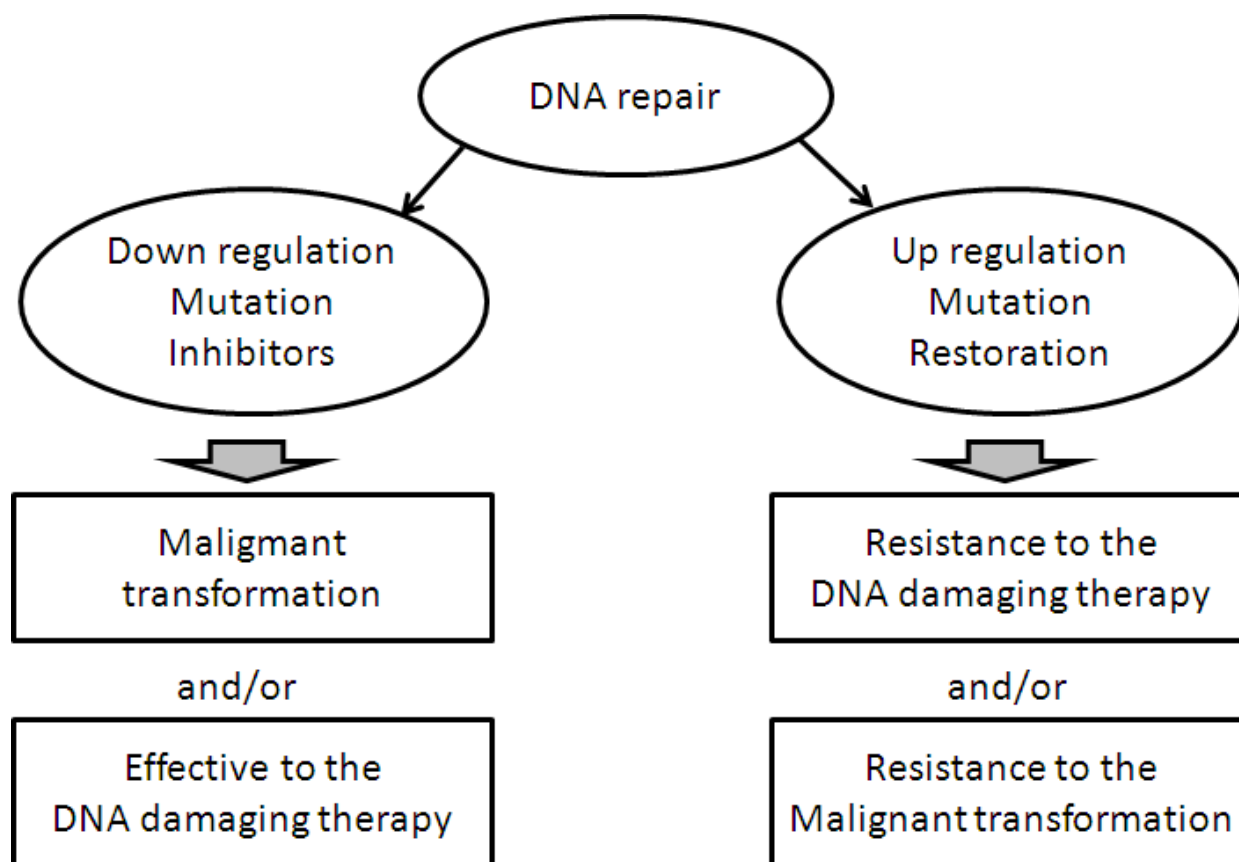 DNA repair
Down regulation
Mutation
Inhibitors
Up regulation
Mutation
Restoration
Maligmant
transformation
and/or
Effective to the
DNA damaging therapy
Resistance to the
DNA damaging therapy
and/or
Resistance to the
Malignant transformation